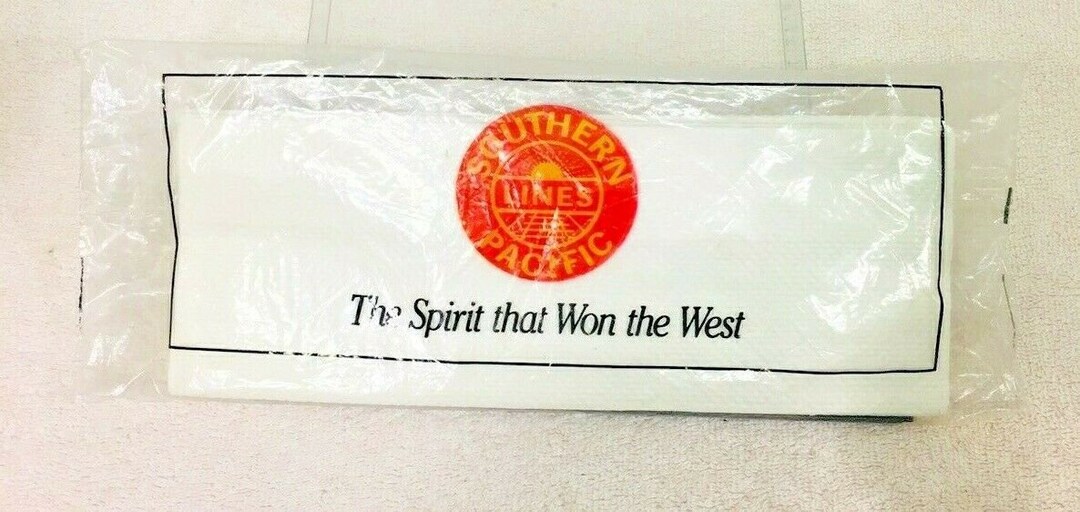 SOUTHERN
LINES
PACIFIC
The Spirit that Won the West